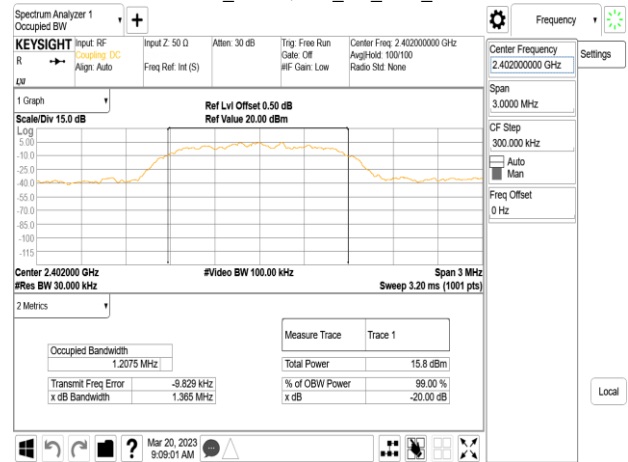 Spectrum Analyzer 1
Occupied BW
Frequency
KEYSIGHT
R
Input: RF
Coupling: DC
Align: Auto
Input Z: 50 Ω
Freq Ref: Int (S)
Atten: 30 dB
Trig: Free Run
Gate: Off
#IF Gain: Low
Center Freq: 2.402000000 GHz
Avg|Hold: 100/100
Radio Std: None
Center Frequency
2.402000000 GHz
Settings
Span
3.0000 MHz
CF Step
300.000 kHz
Auto
Man
Freq Offset
0 Hz
1 Graph
Scale/Div 15.0 dB
Ref Lvl Offset 0.50 dB
Ref Value 20.00 dBm
Log
5.00
-10.0
-25.0
-40.0
-55.0
-70.0
-85.0
-100
-115
Center 2.402000 GHz
#Res BW 30.000 kHz
#Video BW 100.00 kHz
Span 3 MHz
Sweep 3.20 ms (1001 pts)
2 Metrics
Occupied Bandwidth
1.2075 MHz
Transmit Freq Error -9.829 kHz
x dB Bandwidth 1.365 MHz
Measure Trace Trace 1
Total Power 15.8 dBm
% of OBW Power 99.00 %
x dB -20.00 dB
Local
?
Mar 20, 2023
9:09:01 AM